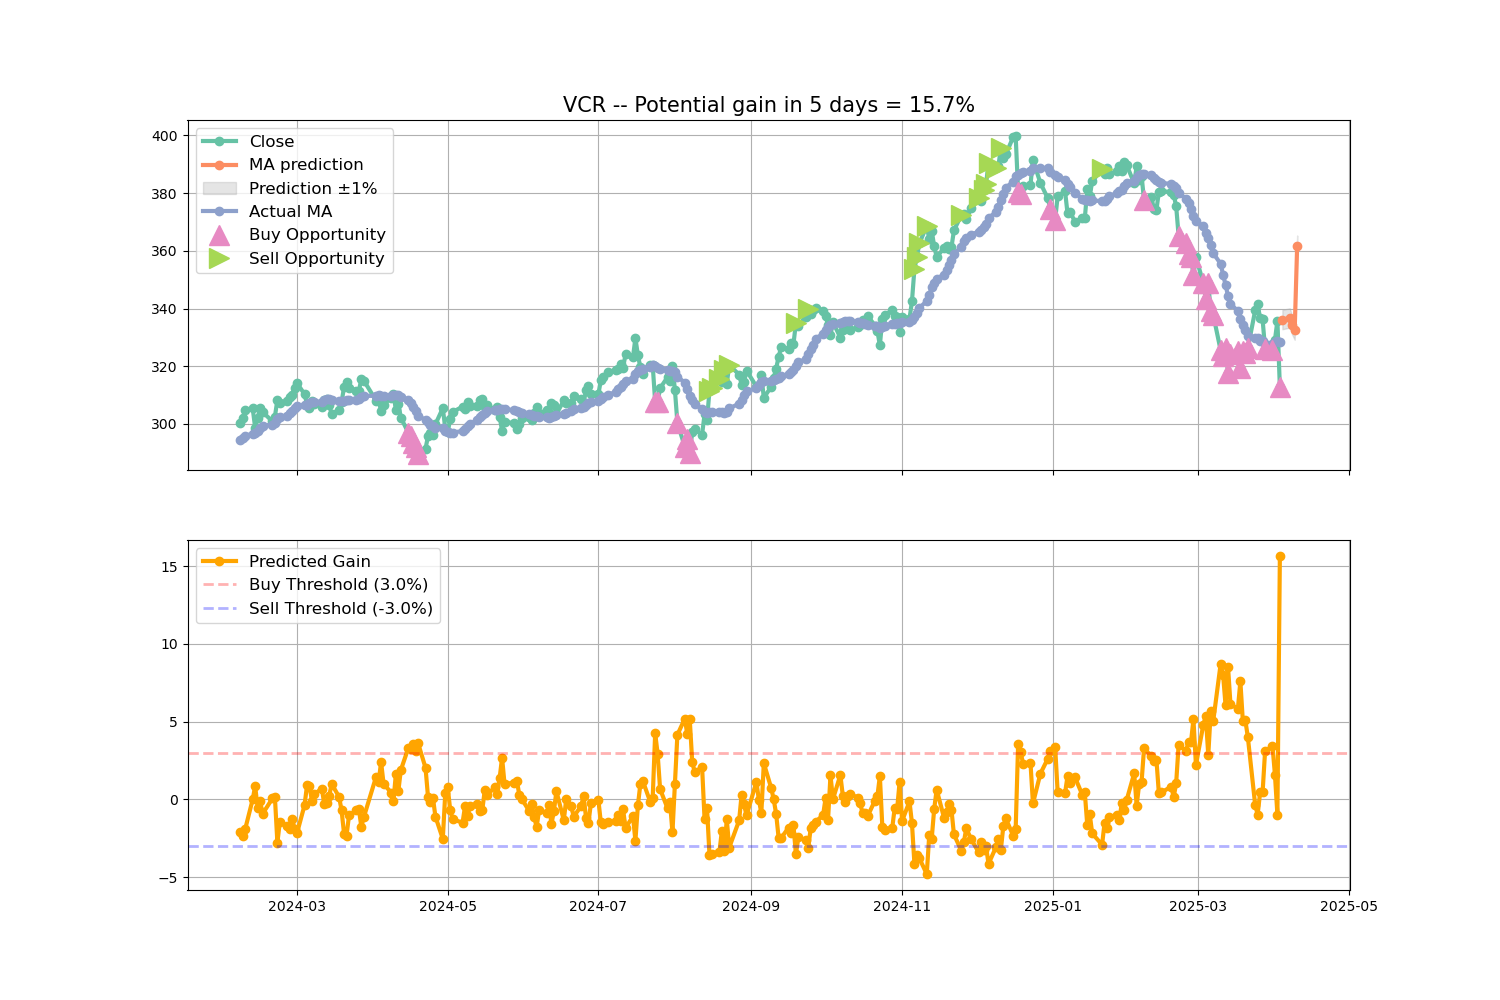 VCR -- Potential gain in 5 days = 15.7%
400
380
360
340
320
300
Close
MA prediction
Prediction ±1%
Actual MA
Buy Opportunity
Sell Opportunity
15
10
5
0
−5
Predicted Gain
Buy Threshold (3.0%)
Sell Threshold (-3.0%)
2024-03 2024-05 2024-07 2024-09 2024-11 2025-01 2025-03 2025-05